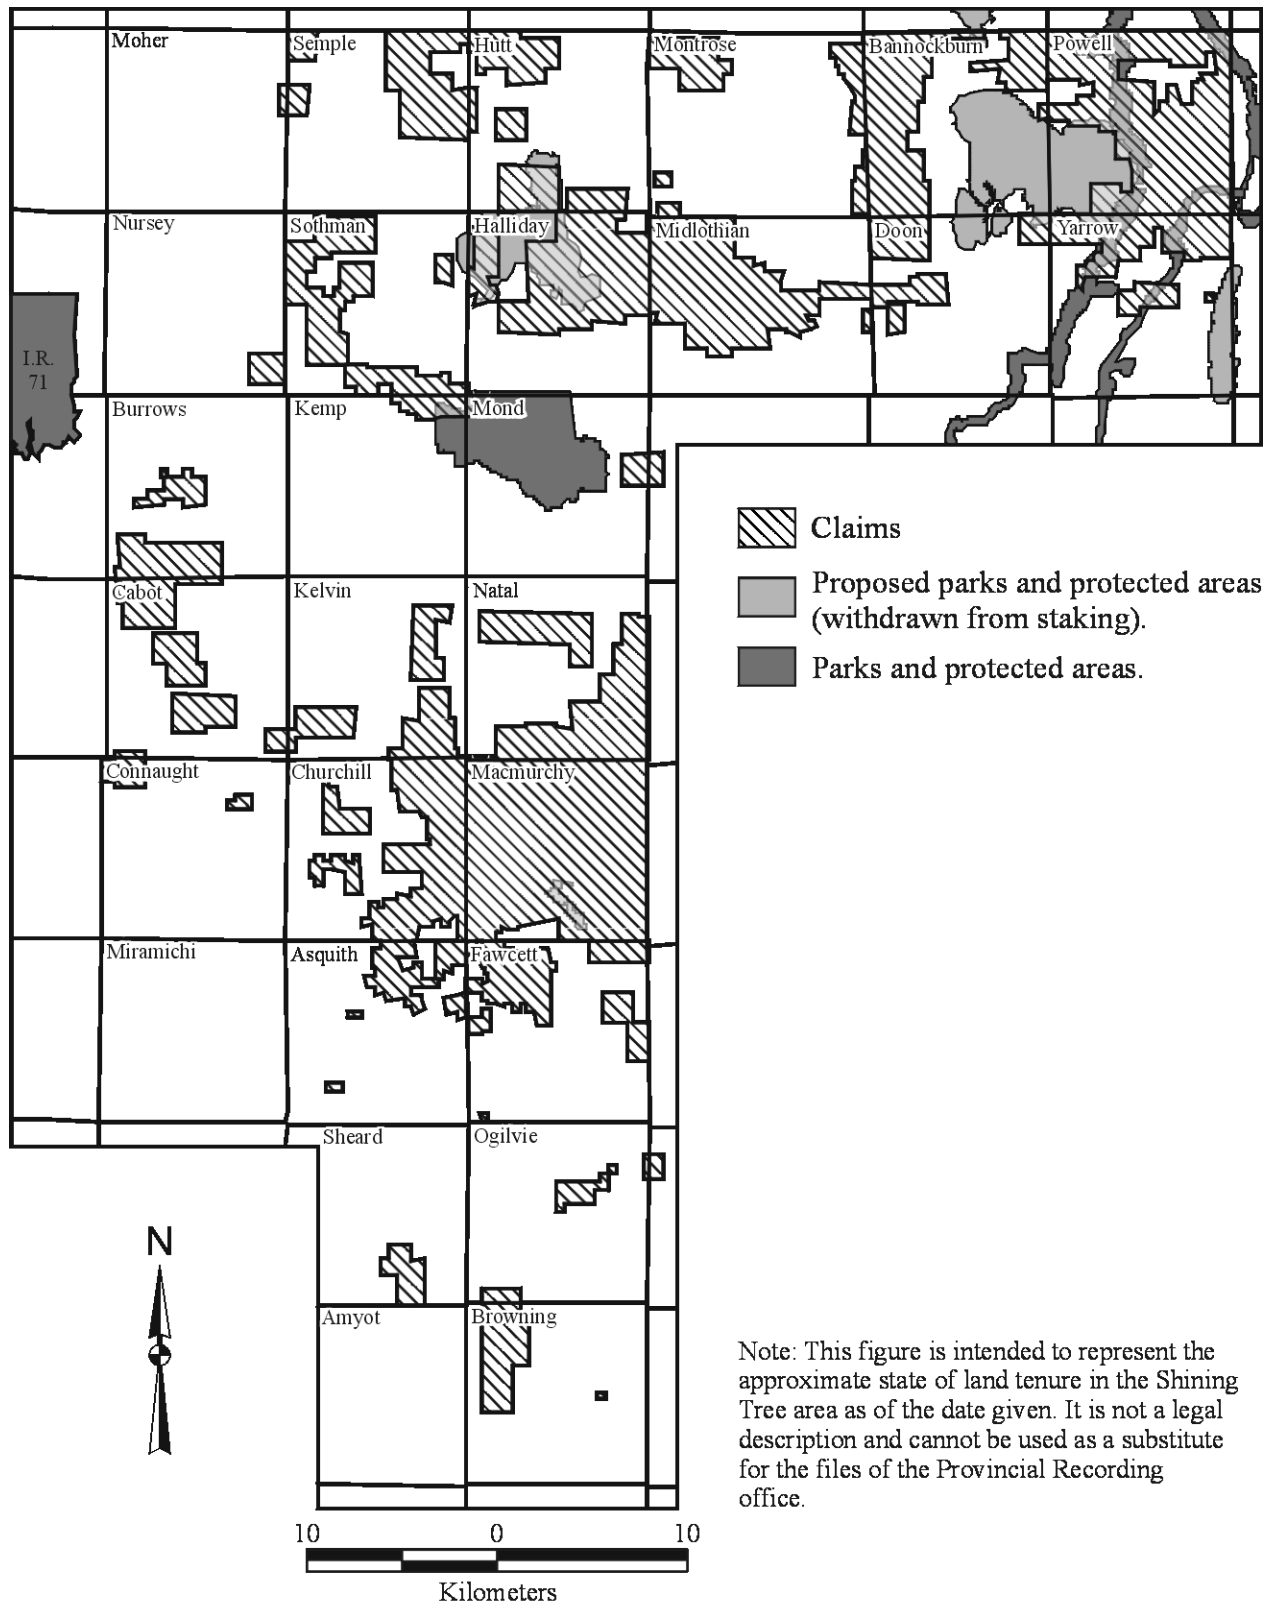 Moher
Semple
Hutt
Montrose
Bannockburn
Powell
Nursey
Sothman
Halliday
Midlothian
Doon
Yarrow
I.R.
71
Burrows
Kemp
Mond
Claims
Proposed parks and protected areas
(withdrawn from staking).
Parks and protected areas.
Cabot
Kelvin
Natal
Connaught
Churchill
Macmurchy
Miramichi
Asquith
Fawcett
Sheard
Ogilvie
N
Amyot
Browning
Note: This figure is intended to represent the
approximate state of land tenure in the Shining
Tree area as of the date given. It is not a legal
description and cannot be used as a substitute
for the files of the Provincial Recording
office.
10 0 10
Kilometers